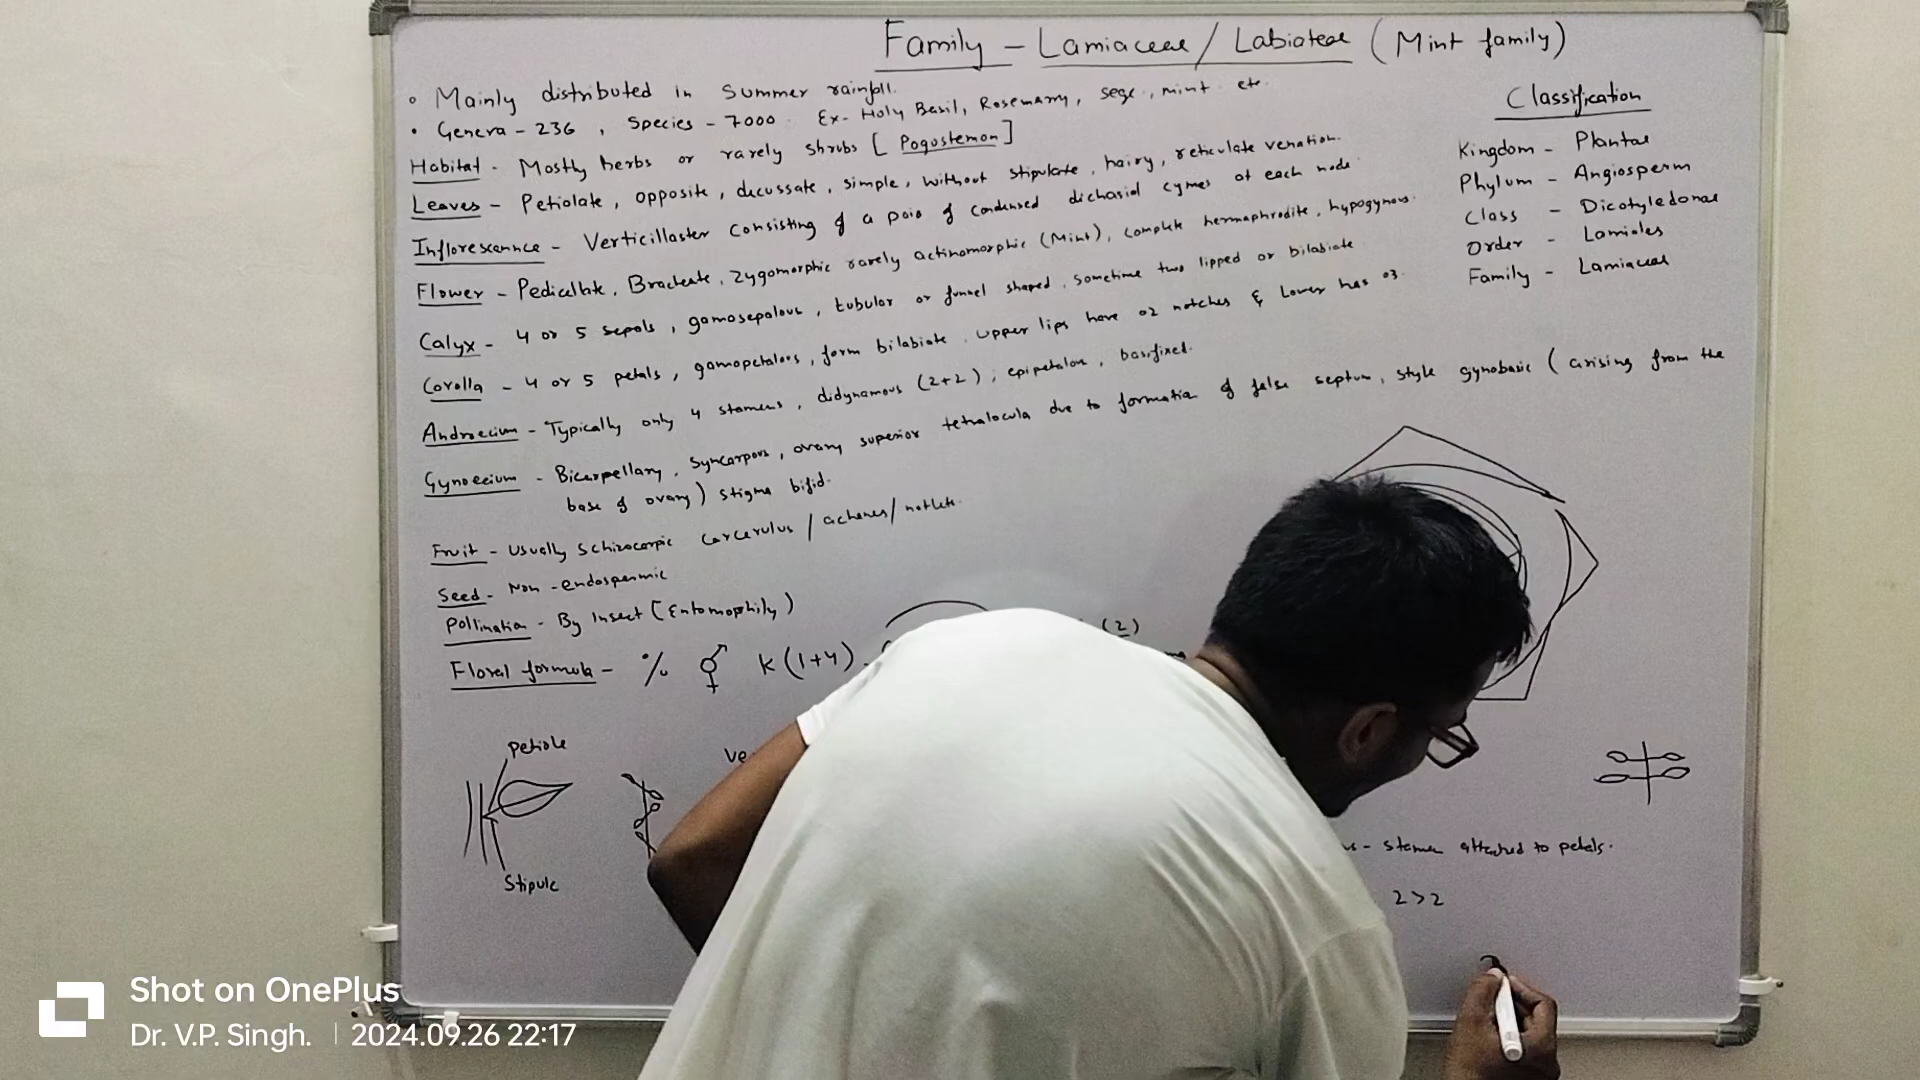 Family - Lamiaceae / Labiateae (Mint family)
• Mainly distributed in summer rainfall.
• Genera - 236, Species - 7000. Ex- Holy Basil, Rosemarry, sege, mint etc.
Habitat - Mostly herbs or rarely shrubs [Pogostemon]
Leaves - Petiolate, opposite, decussate, simple, without stipulate, hairy, reticulate venation.
Inflorescannce - Verticillaster consisting of a pair of condensed dichasial cymes at each node
Flower - Pedicellate, Bracteate, Zygomorphic rarely actinomorphic (Mint), complete hermaphrodite, hypogynous.
Calyx - 4 or 5 sepals, gamosepalous, tubular or funnel shaped, sometime two lipped or bilabiate
Corolla - 4 or 5 petals, gamopetalous, form bilabiate, upper lips have 02 notches & Lower has 03.
Androecium - Typically only 4 stamens, didynamous (2+2), epipetalous, basifixed.
Gynoecium - Bicarpellary, syncarpous, ovary superior tetralocula due to formation of false septum, style gynobasic (arising from the
base of ovary) stigma bifid.
Fruit - usually schizocarpic carcerulus / achenes / nutlets.
Seed - Non-endospermic
Pollination - By Insect (Entomophily)
Floral formula - % ⚥ K(1+4) (2)
Classification
Kingdom - Plantae
Phylum - Angiosperm
Class - Dicotyledonae
Order - Lamiales
Family - Lamiaceae
Petiole
Stipule
Ve
- stamen attached to petals.
2>2
Shot on OnePlus
Dr. V.P. Singh. | 2024.09.26 22:17